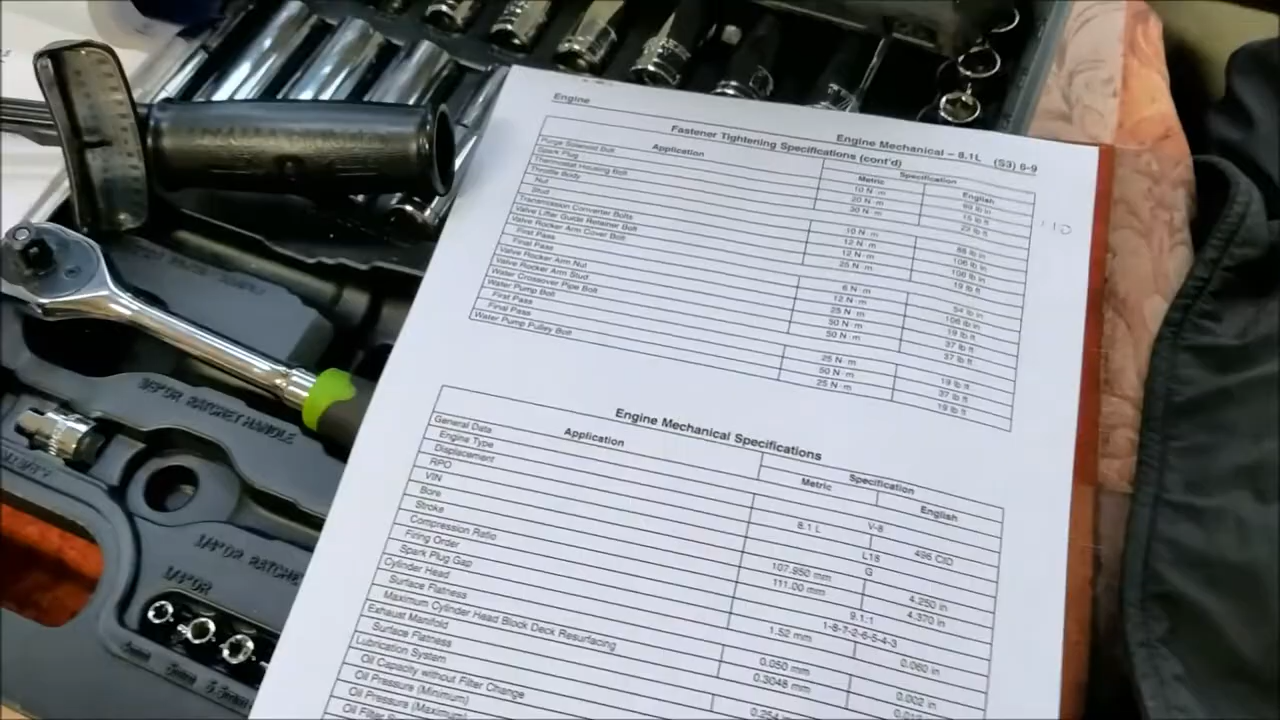 Engine
Engine Mechanical – 8.1L (S3) 6-9
Fastener Tightening Specifications (cont'd)
Application
Specification
Metric
English
Purge Solenoid Bolt 10 N·m 89 lb in
Spark Plug 20 N·m 15 lb ft
Thermostat Housing Bolt 30 N·m 22 lb ft
Throttle Body
Nut 10 N·m 88 lb in
Stud 12 N·m 106 lb in
Transmission Converter Bolts
Valve Lifter Guide Retainer Bolt 25 N·m 19 lb ft
Valve Rocker Arm Cover Bolt
First Pass 6 N·m 54 lb in
Final Pass 12 N·m 106 lb in
Valve Rocker Arm Nut 25 N·m 19 lb ft
Valve Rocker Arm Stud 50 N·m 37 lb ft
Water Crossover Pipe Bolt 50 N·m 37 lb ft
Water Pump Bolt
First Pass 25 N·m 19 lb ft
Final Pass 50 N·m 37 lb ft
Water Pump Pulley Bolt 25 N·m 19 lb ft
Engine Mechanical Specifications
Application
Specification
Metric
English
General Data
Engine Type V-8
Displacement 8.1 L 496 CID
RPO L18
VIN G
Bore 107.950 mm 4.250 in
Stroke 111.00 mm 4.370 in
Compression Ratio 9.1:1
Firing Order 1-8-7-2-6-5-4-3
Spark Plug Gap 1.52 mm 0.060 in
Cylinder Head
Surface Flatness 0.050 mm 0.002 in
Maximum Cylinder Head Block Deck Resurfacing 0.3048 mm
Exhaust Manifold
Surface Flatness 0.254 mm
Lubrication System
Oil Capacity without Filter Change
Oil Pressure (Minimum)
Oil Pressure (Maximum)
1/4"DR RATCHET HANDLE
1/4"DR RATCHE
1/4"DR